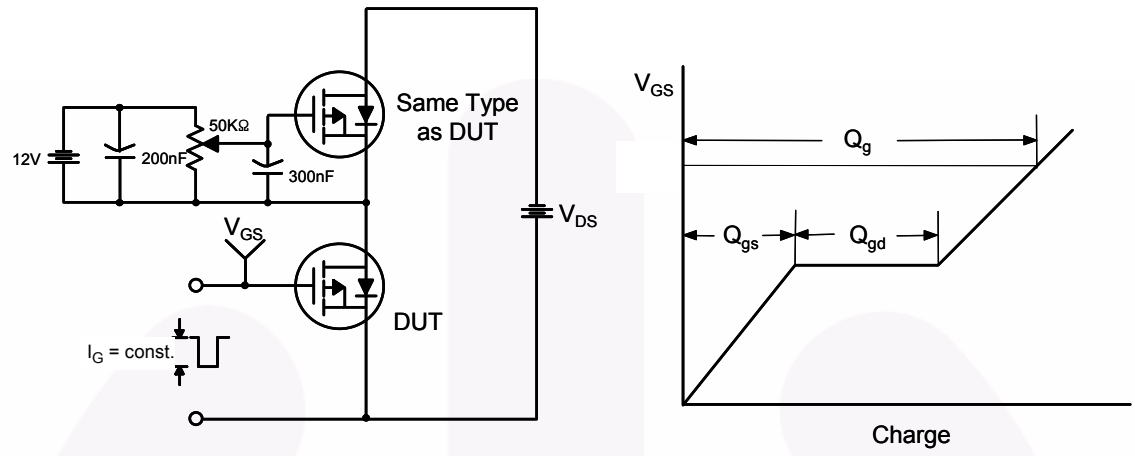 12V
200nF
50KΩ
300nF
Same Type
as DUT
V_DS
V_GS
DUT
I_G = const.
V_GS
Q_g
Q_gs
Q_gd
Charge